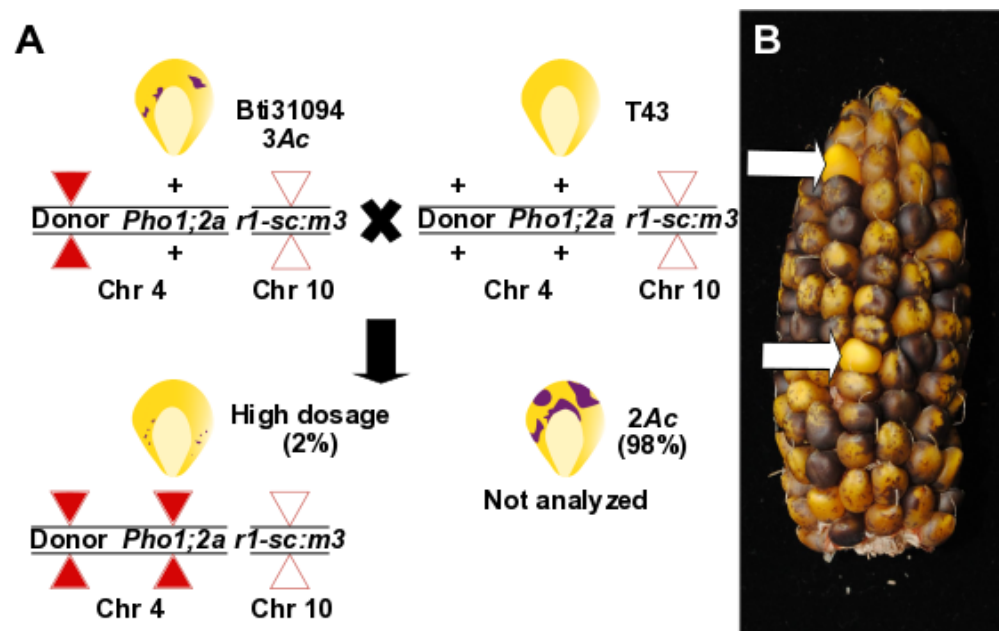 A
B
Bti31094
3Ac
T43
+
+ +
Donor Pho1;2a r1-sc:m3
Donor Pho1;2a r1-sc:m3
+
+ +
Chr 4
Chr 10
Chr 4
Chr 10
High dosage
(2%)
2Ac
(98%)
Not analyzed
Donor Pho1;2a r1-sc:m3
Chr 4
Chr 10